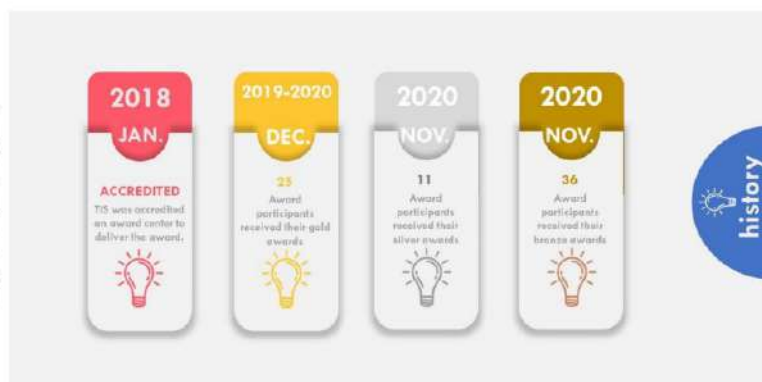 2018
JAN.
ACCREDITED
TIS was accredited
an award center to
deliver the award.
2019-2020
DEC.
25
Award
participants
received their gold
awards
2020
NOV.
11
Award
participants
received their
silver awards
2020
NOV.
36
Award
participants
received their
bronze awards
history